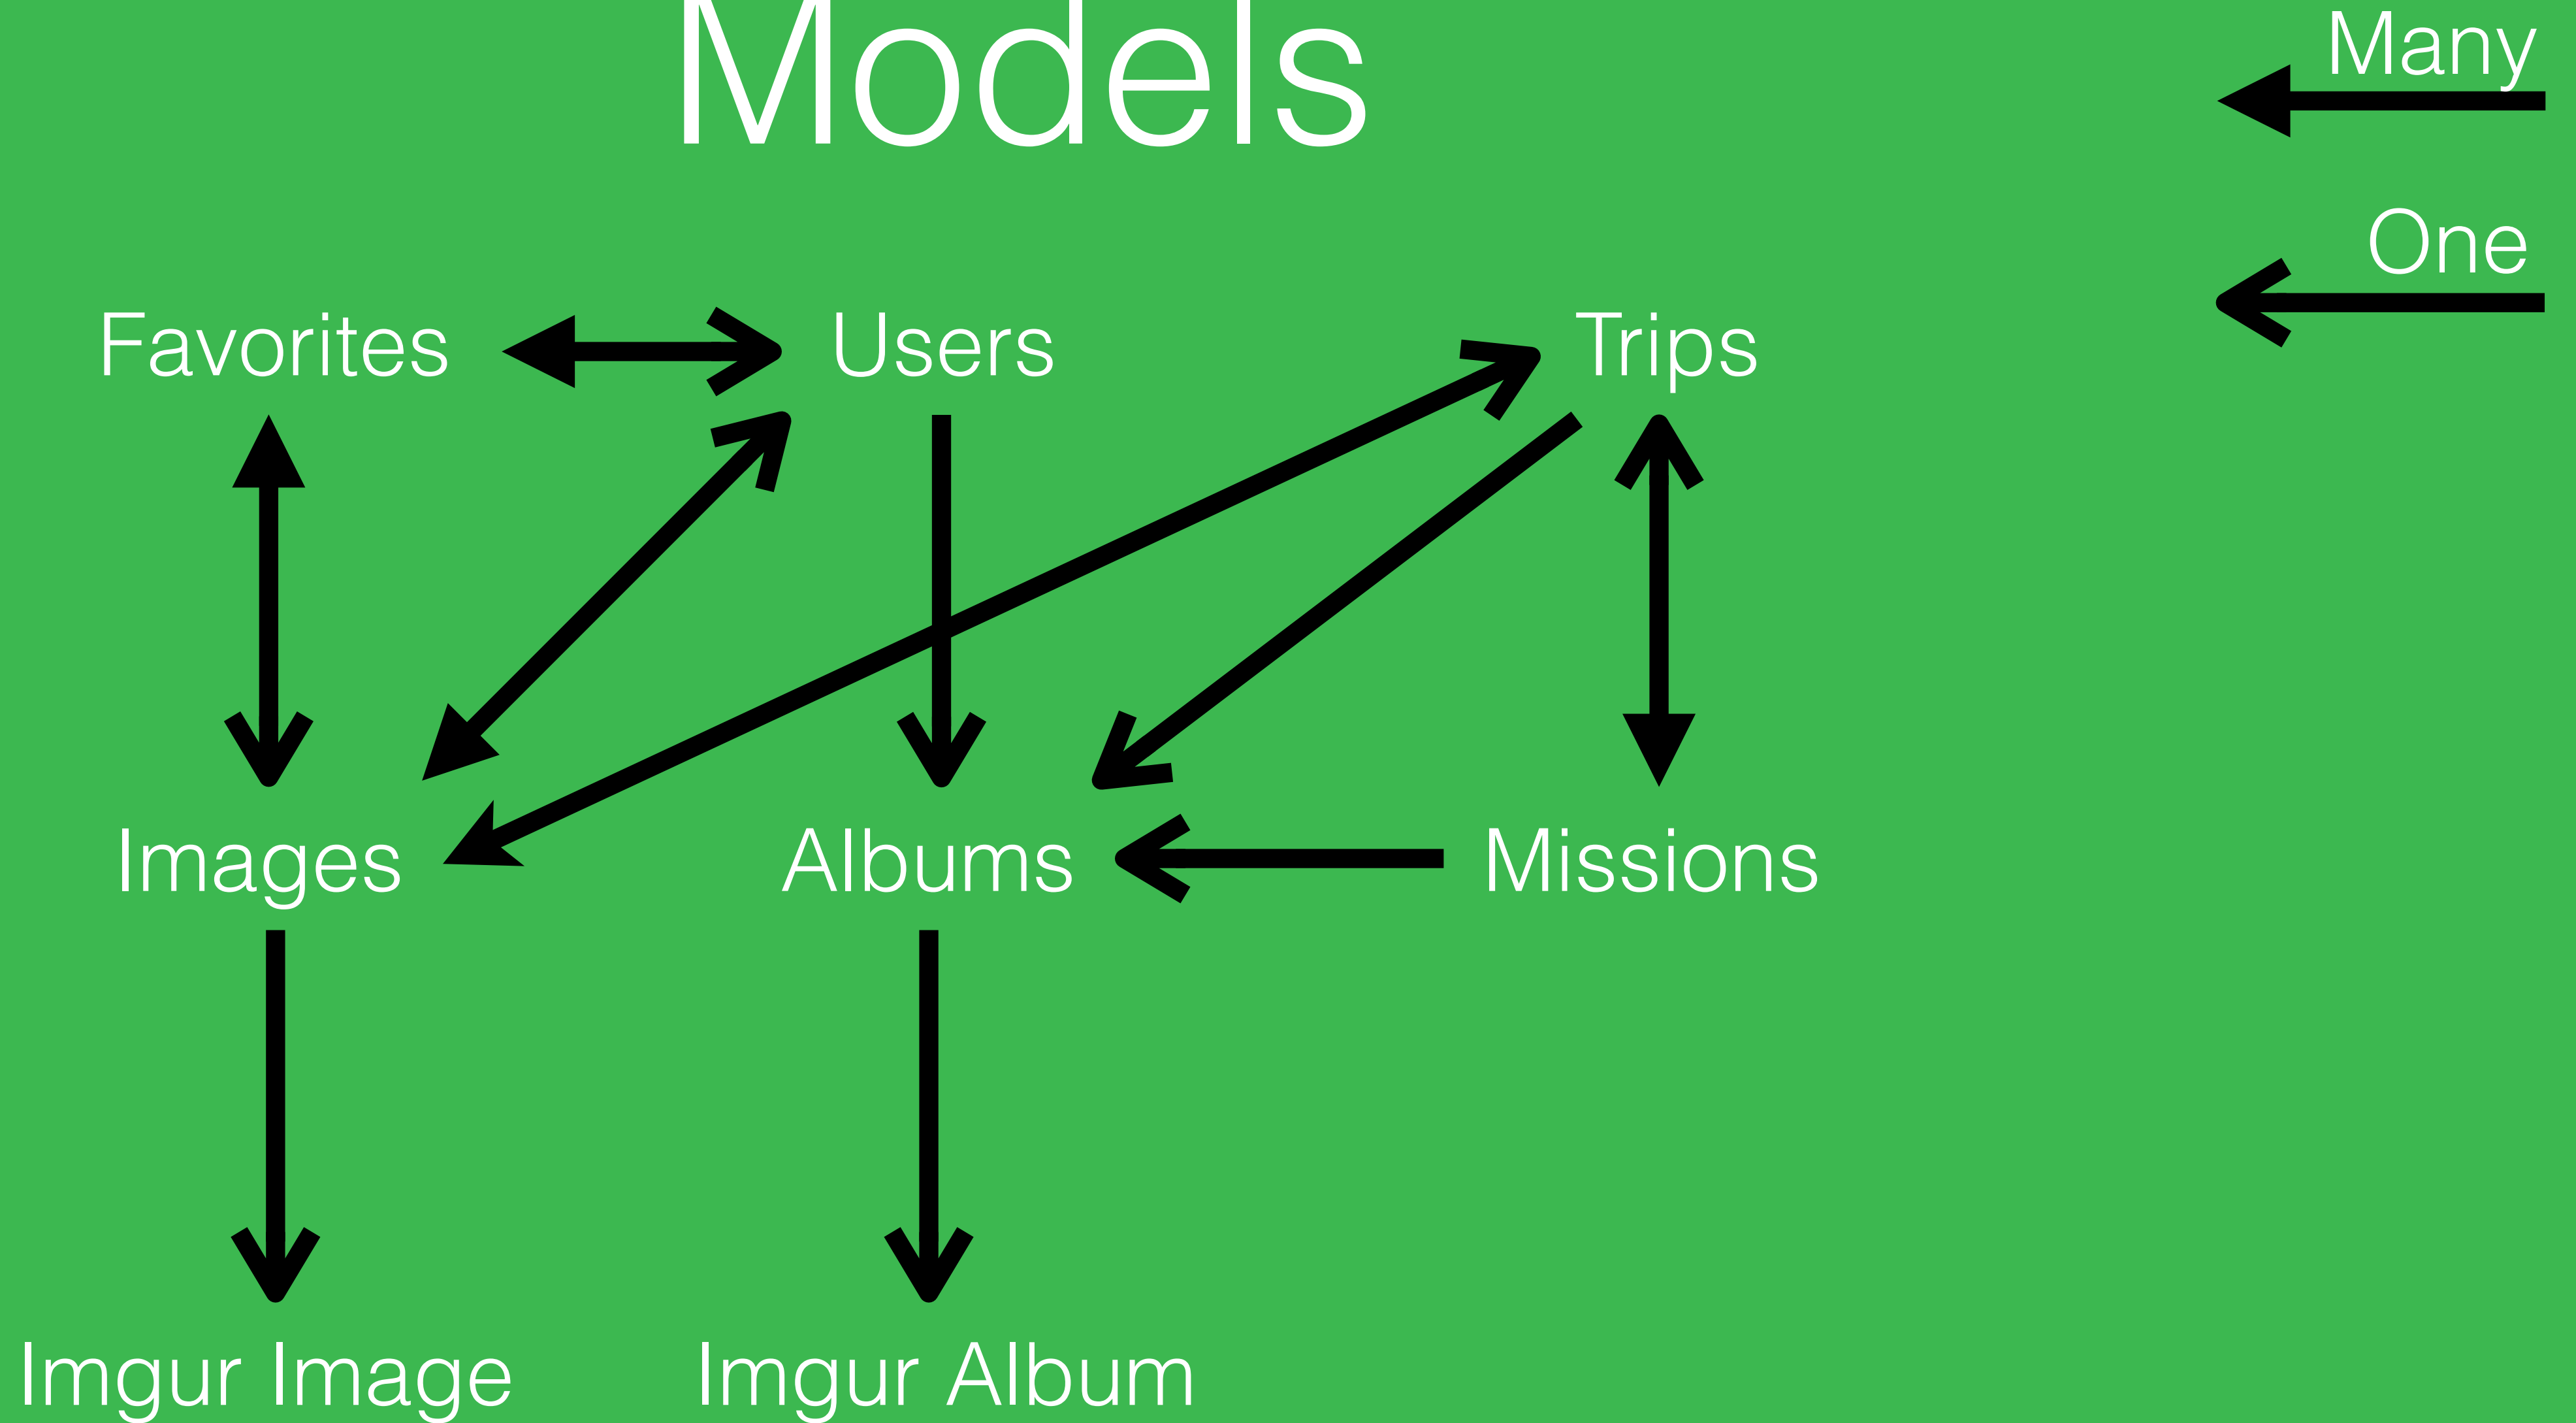 Models
Many
One
Favorites
Users
Trips
Images
Albums
Missions
Imgur Image
Imgur Album